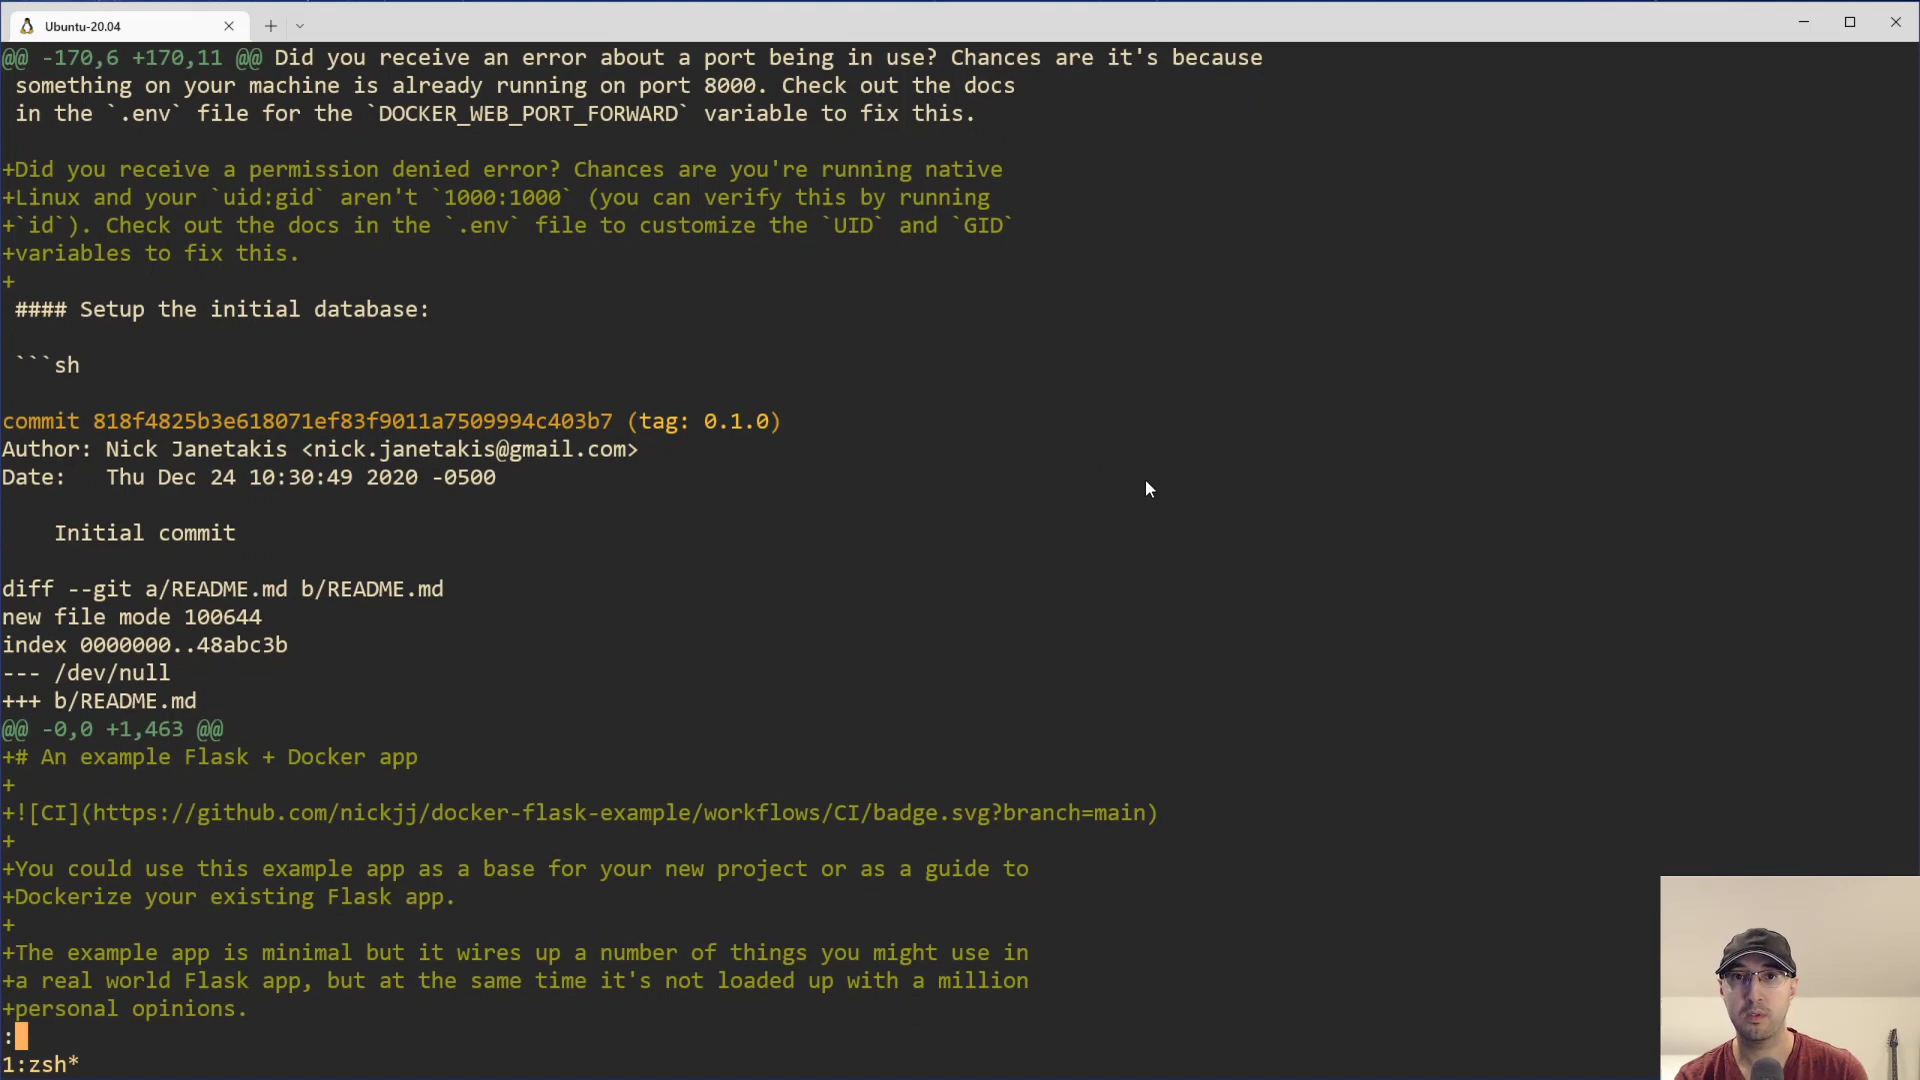 Ubuntu-20.04
@@ -170,6 +170,11 @@ Did you receive an error about a port being in use? Chances are it's because
 something on your machine is already running on port 8000. Check out the docs
 in the `.env` file for the `DOCKER_WEB_PORT_FORWARD` variable to fix this.
+Did you receive a permission denied error? Chances are you're running native
+Linux and your `uid:gid` aren't `1000:1000` (you can verify this by running
+`id`). Check out the docs in the `.env` file to customize the `UID` and `GID`
+variables to fix this.
+
 #### Setup the initial database:
 ```sh
commit 818f4825b3e618071ef83f9011a7509994c403b7 (tag: 0.1.0)
Author: Nick Janetakis <nick.janetakis@gmail.com>
Date:   Thu Dec 24 10:30:49 2020 -0500
    Initial commit
diff --git a/README.md b/README.md
new file mode 100644
index 0000000..48abc3b
--- /dev/null
+++ b/README.md
@@ -0,0 +1,463 @@
+# An example Flask + Docker app
+
+![CI](https://github.com/nickjj/docker-flask-example/workflows/CI/badge.svg?branch=main)
+
+You could use this example app as a base for your new project or as a guide to
+Dockerize your existing Flask app.
+
+The example app is minimal but it wires up a number of things you might use in
+a real world Flask app, but at the same time it's not loaded up with a million
+personal opinions.
:
1:zsh*